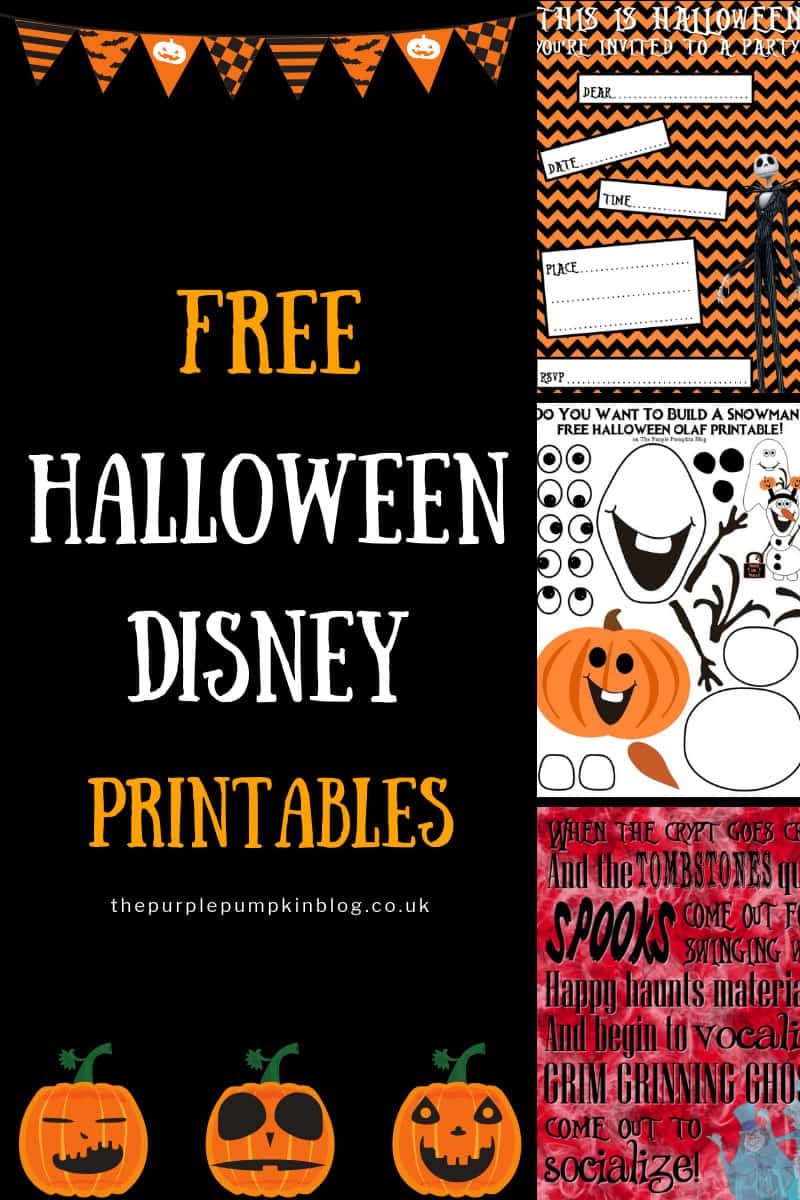 FREE
HALLOWEEN
DISNEY
PRINTABLES
thepurplepumpkinblog.co.uk
THIS IS HALLOWEEN
YOU'RE INVITED TO A PARTY
DEAR
DATE
TIME
PLACE
RSVP
DO YOU WANT TO BUILD A SNOWMAN
FREE HALLOWEEN OLAF PRINTABLE!
on The Purple Pumpkin Blog
WHEN THE CRYPT GOES
And the TOMBSTONES
SPOOKS COME OUT
SWINGING
Happy haunts
And begin to
GRIM GRINNING
COME OUT TO
socialize!